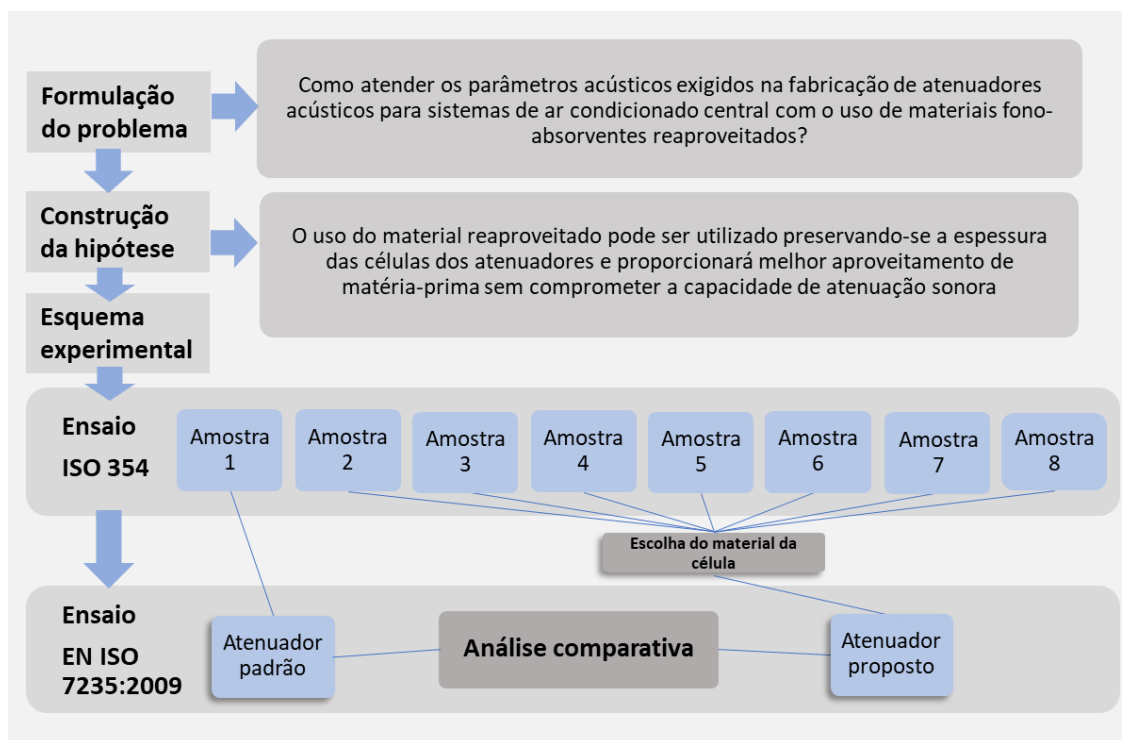 Formulação
do problema
Como atender os parâmetros acústicos exigidos na fabricação de atenuadores
acústicos para sistemas de ar condicionado central com o uso de materiais fono-
absorventes reaproveitados?
Construção
da hipótese
O uso do material reaproveitado pode ser utilizado preservando-se a espessura
das células dos atenuadores e proporcionará melhor aproveitamento de
matéria-prima sem comprometer a capacidade de atenuação sonora
Esquema
experimental
Ensaio
ISO 354
Amostra
1
Amostra
2
Amostra
3
Amostra
4
Amostra
5
Amostra
6
Amostra
7
Amostra
8
Escolha do material da
célula
Ensaio
EN ISO
7235:2009
Atenuador
padrão
Análise comparativa
Atenuador
proposto